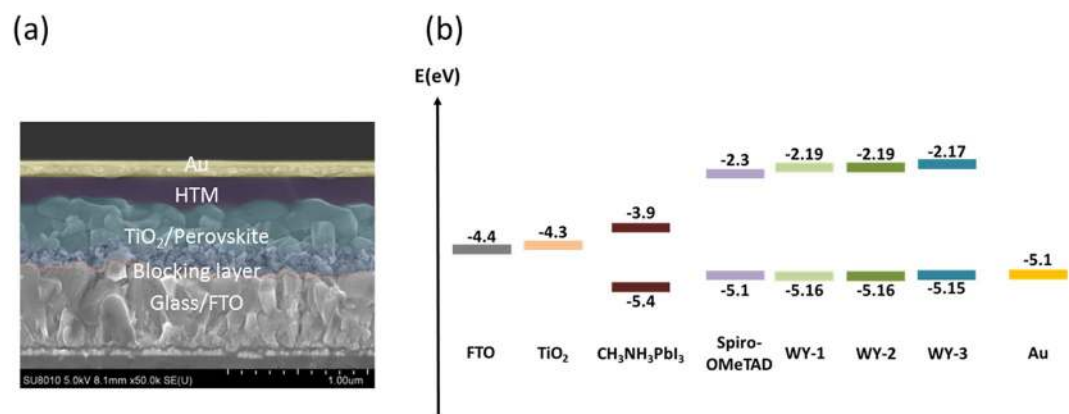 (a)
Au
HTM
TiO₂/Perovskite
Blocking layer
Glass/FTO
SU8010 5.0kV 8.1mm x50.0k SE(U)
1.00um
(b)
E(eV)
-2.3
-2.19
-2.19
-2.17
-3.9
-4.4
-4.3
-5.1
-5.4
-5.1
-5.16
-5.16
-5.15
FTO
TiO₂
CH₃NH₃PbI₃
Spiro-
OMeTAD
WY-1
WY-2
WY-3
Au